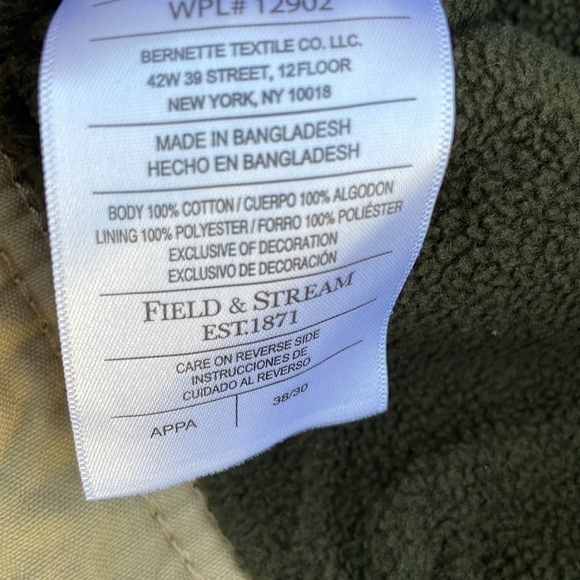 WPL# 12902
BERNETTE TEXTILE CO. LLC.
42W 39 STREET, 12FLOOR
NEW YORK, NY 10018
MADE IN BANGLADESH
HECHO EN BANGLADESH
BODY 100% COTTON / CUERPO 100% ALGODON
LINING 100% POLYESTER / FORRO 100% POLIÉSTER
EXCLUSIVE OF DECORATION
EXCLUSIVO DE DECORACIÓN
FIELD & STREAM
EST.1871
CARE ON REVERSE SIDE
INSTRUCCIONES DE
CUIDADO AL REVERSO
APPA 38/30